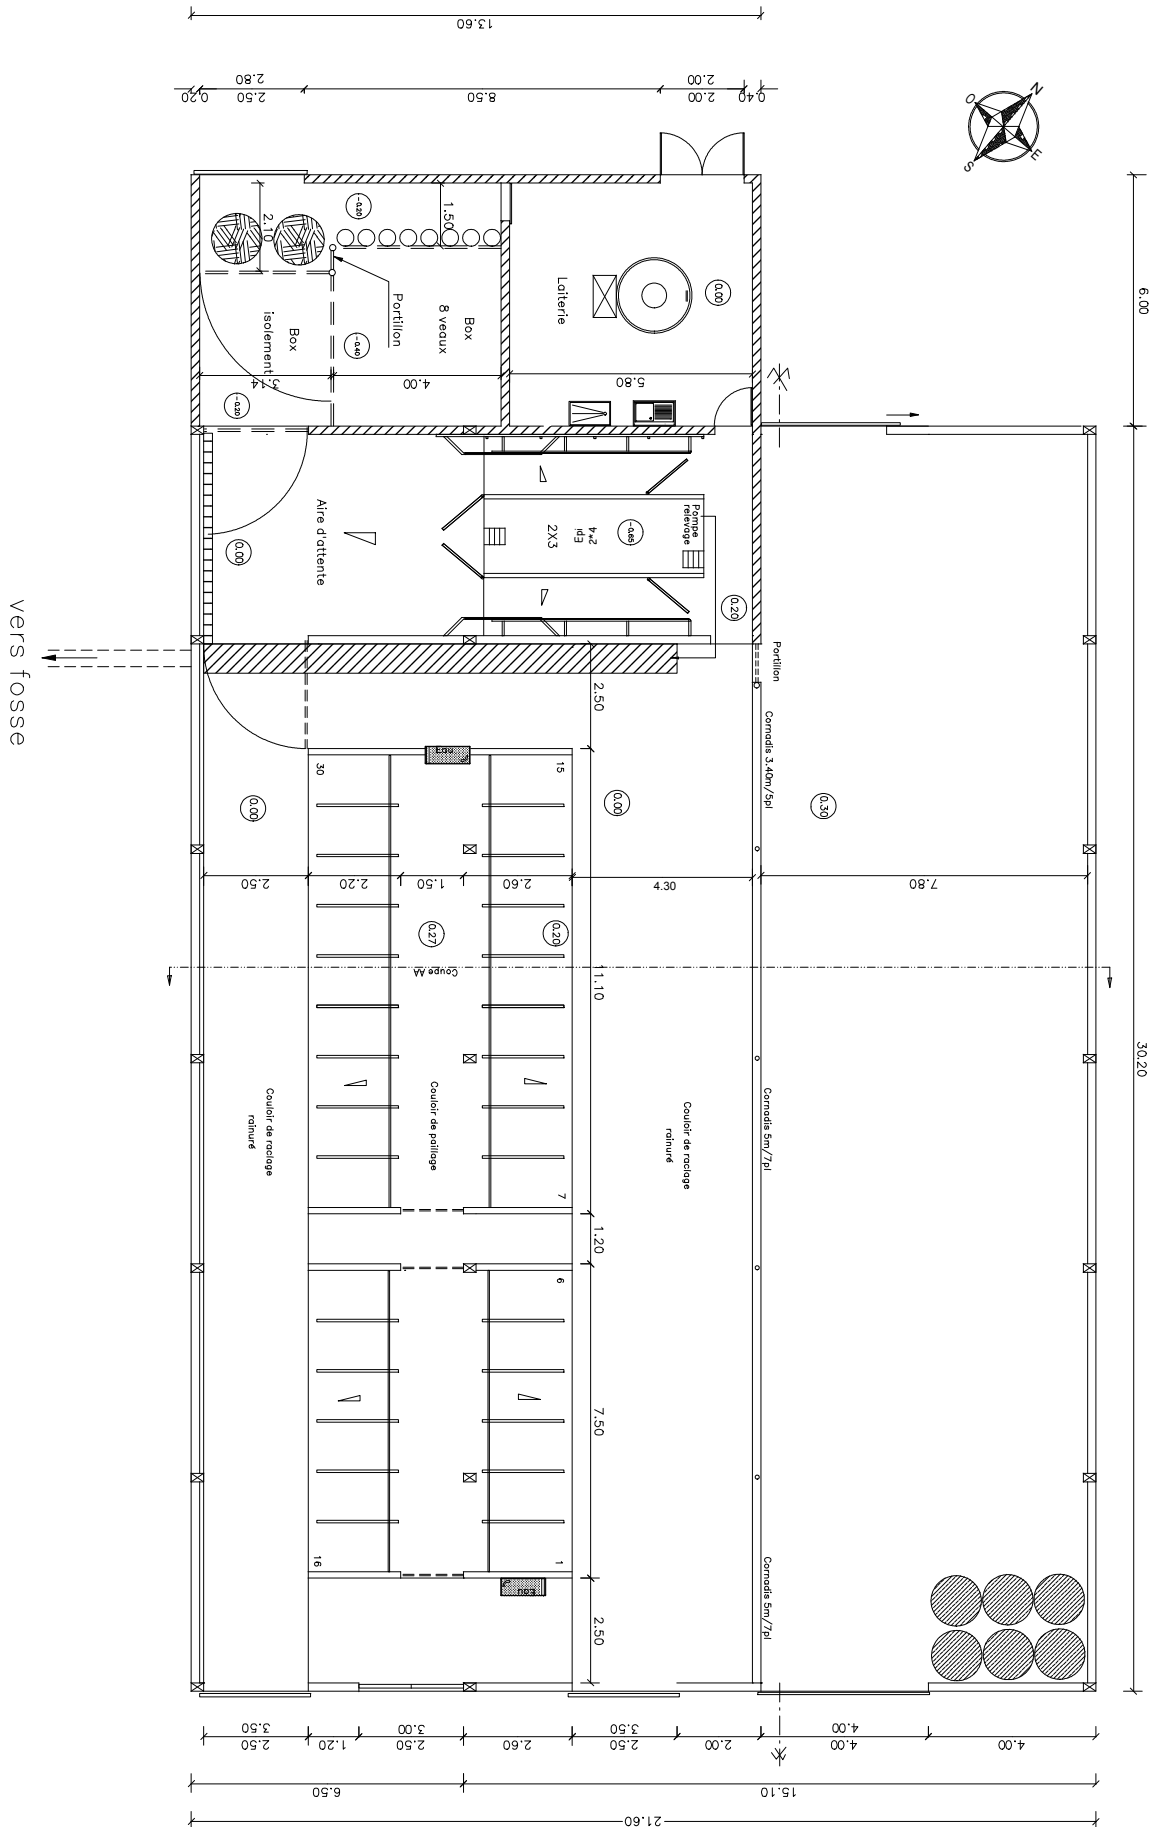 13.60
2.80
2.00
0.20
2.50
8.50
2.00
0.40
N
O
E
S
6.00
2.10
-0.20
1.50
Portillon
Box
8 veaux
Box
isolement
-0.40
-0.20
3.14
4.00
5.80
Laiterie
0.00
Aire d'attente
0.00
2X3
Epi
2*4
-0.65
Pompe
relevage
0.20
vers fosse
Portillon
2.50
Cornadis 3.40m/5pl
Eau
30
15
0.00
0.00
0.30
2.50
2.20
1.50
2.60
4.30
7.80
0.27
0.20
Coupe AA
11.10
30.20
Couloir de raclage
rainuré
Couloir de paillage
Couloir de raclage
rainuré
Cornadis 5m/7pl
7
1.20
6
7.50
16
1
Eau
Cornadis 5m/7pl
2.50
3.50
3.00
3.50
4.00
2.50
1.20
2.50
2.60
2.50
2.00
4.00
4.00
6.50
15.10
21.60